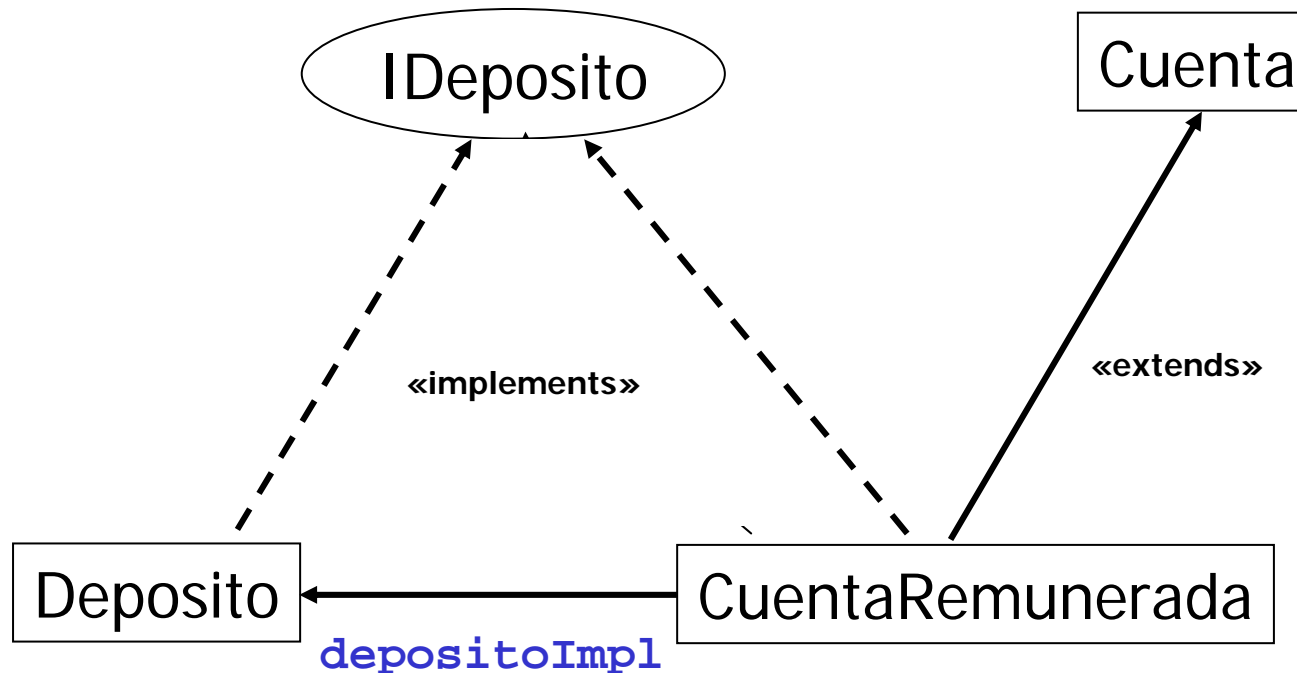 IDeposito
Cuenta
«implements»
«extends»
Deposito
CuentaRemunerada
depositoImpl